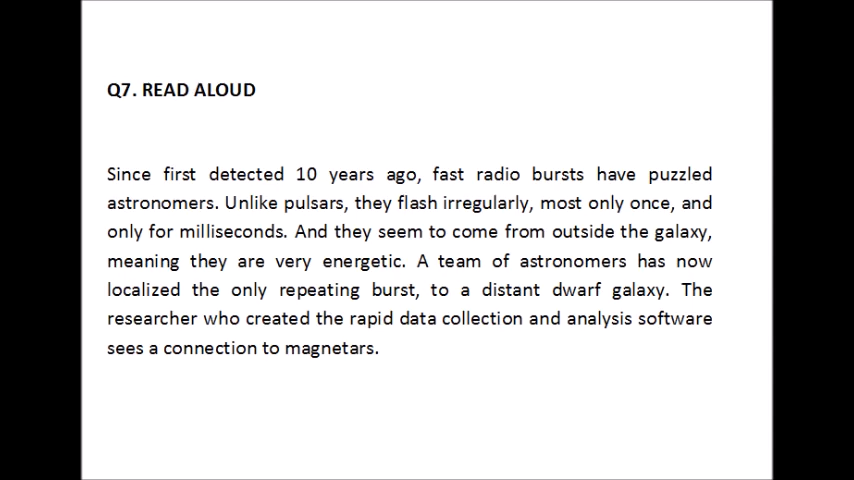 Q7. READ ALOUD
Since first detected 10 years ago, fast radio bursts have puzzled
astronomers. Unlike pulsars, they flash irregularly, most only once, and
only for milliseconds. And they seem to come from outside the galaxy,
meaning they are very energetic. A team of astronomers has now
localized the only repeating burst, to a distant dwarf galaxy. The
researcher who created the rapid data collection and analysis software
sees a connection to magnetars.